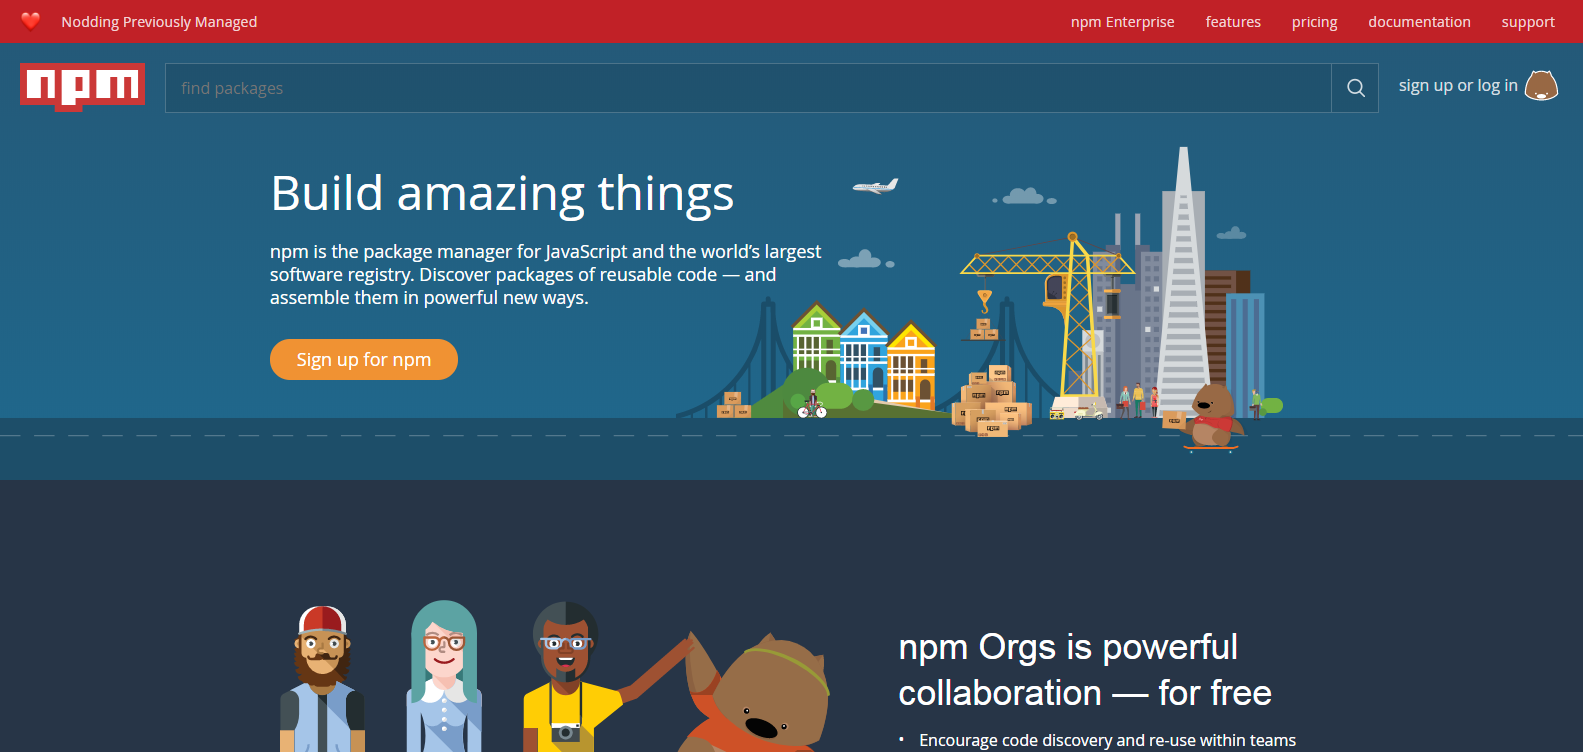 Nodding Previously Managed
npm Enterprise features pricing documentation support
npm
find packages
sign up or log in
Build amazing things
npm is the package manager for JavaScript and the world’s largest
software registry. Discover packages of reusable code — and
assemble them in powerful new ways.
Sign up for npm
npm Orgs is powerful
collaboration — for free
• Encourage code discovery and re-use within teams